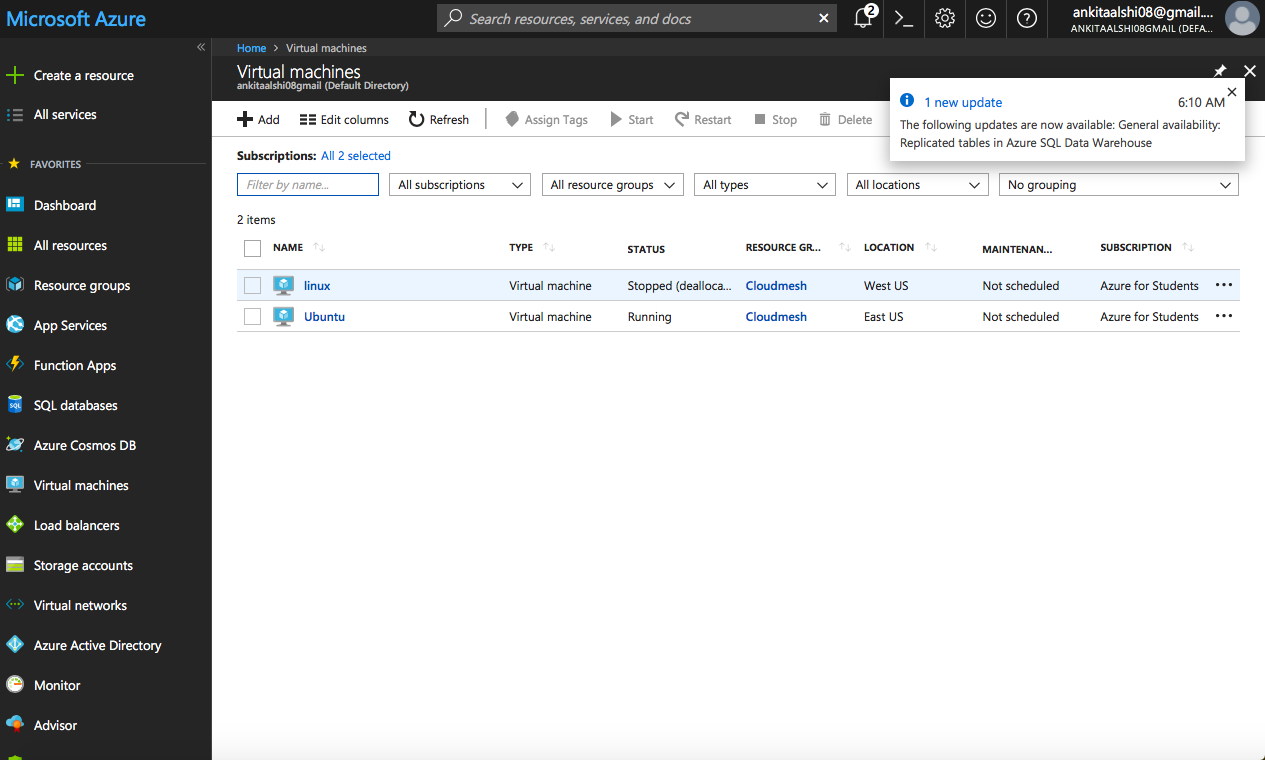 Microsoft Azure
Search resources, services, and docs
2
ankitaalshi08@gmail....
ANKITAALSHI08GMAIL (DEFA...
Create a resource
All services
FAVORITES
Dashboard
All resources
Resource groups
App Services
Function Apps
SQL databases
Azure Cosmos DB
Virtual machines
Load balancers
Storage accounts
Virtual networks
Azure Active Directory
Monitor
Advisor
Home > Virtual machines
Virtual machines
ankitaalshi08gmail (Default Directory)
Add Edit columns Refresh Assign Tags Start Restart Stop Delete
1 new update 6:10 AM
The following updates are now available: General availability:
Replicated tables in Azure SQL Data Warehouse
Subscriptions: All 2 selected
Filter by name... All subscriptions All resource groups All types All locations No grouping
2 items
NAME TYPE STATUS RESOURCE GR... LOCATION MAINTENAN... SUBSCRIPTION
linux Virtual machine Stopped (dealloca... Cloudmesh West US Not scheduled Azure for Students
Ubuntu Virtual machine Running Cloudmesh East US Not scheduled Azure for Students